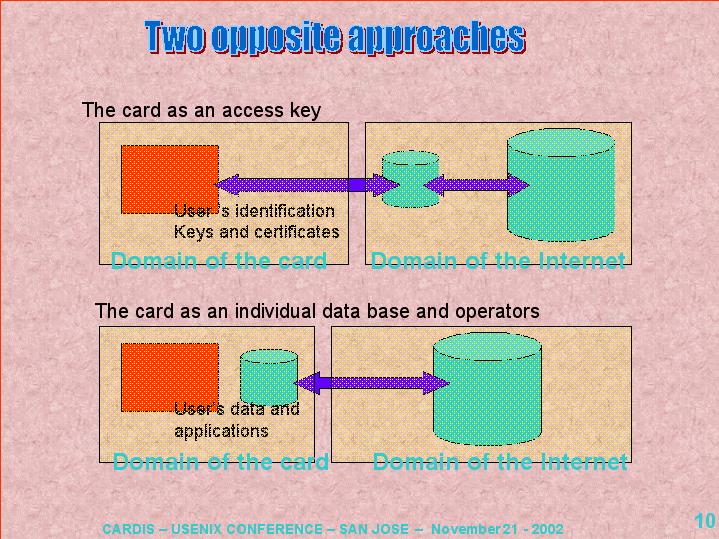 Two opposite approaches
The card as an access key
User 's identification
Keys and certificates
Domain of the card
Domain of the Internet
The card as an individual data base and operators
User's data and
applications
Domain of the card
Domain of the Internet
CARDIS – USENIX CONFERENCE – SAN JOSE – November 21 - 2002
10